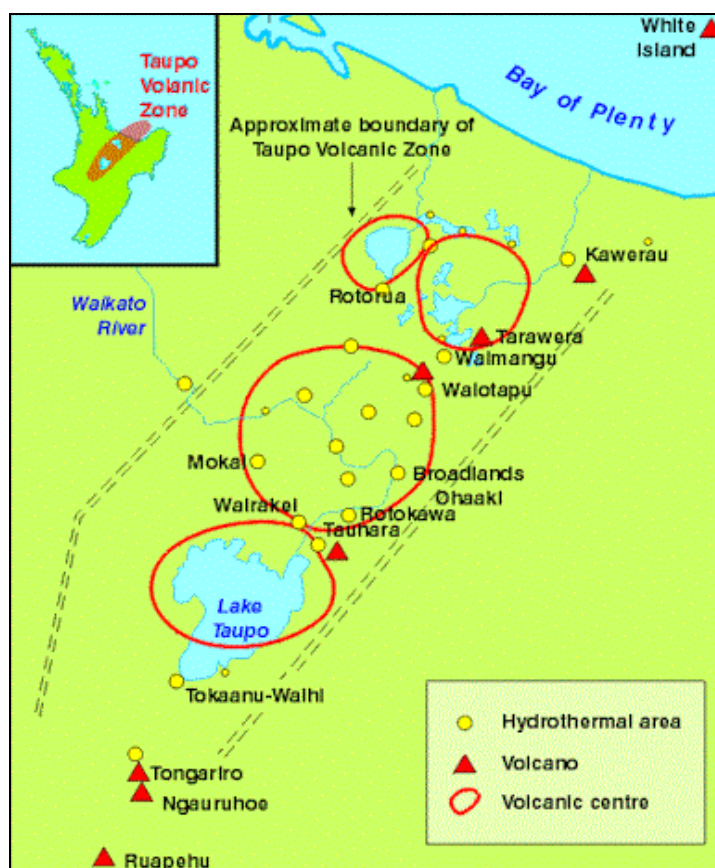 White
Island
Taupo
Volanic
Zone
Bay of Plenty
Approximate boundary of
Taupo Volcanic Zone
Kawerau
Rotorua
Waikato
River
Tarawera
Waimangu
Waiotapu
Mokai
Broadlands
Ohaaki
Wairakei
Rotokawa
Tauhara
Lake
Taupo
Tokaanu-Waihi
Hydrothermal area
Volcano
Volcanic centre
Tongariro
Ngauruhoe
Ruapehu